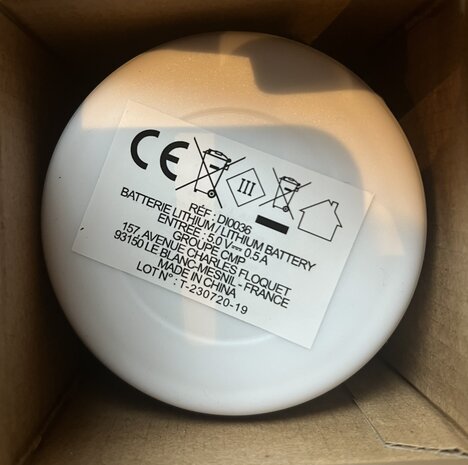 CE
III
RÉF : DI0036
BATTERIE LITHIUM / LITHIUM BATTERY
ENTRÉE : 5.0 V⎓ 0.5 A
GROUPE CMP
157, AVENUE CHARLES FLOQUET
93150 LE BLANC-MESNIL - FRANCE
MADE IN CHINA
LOT N° : T-230720-19